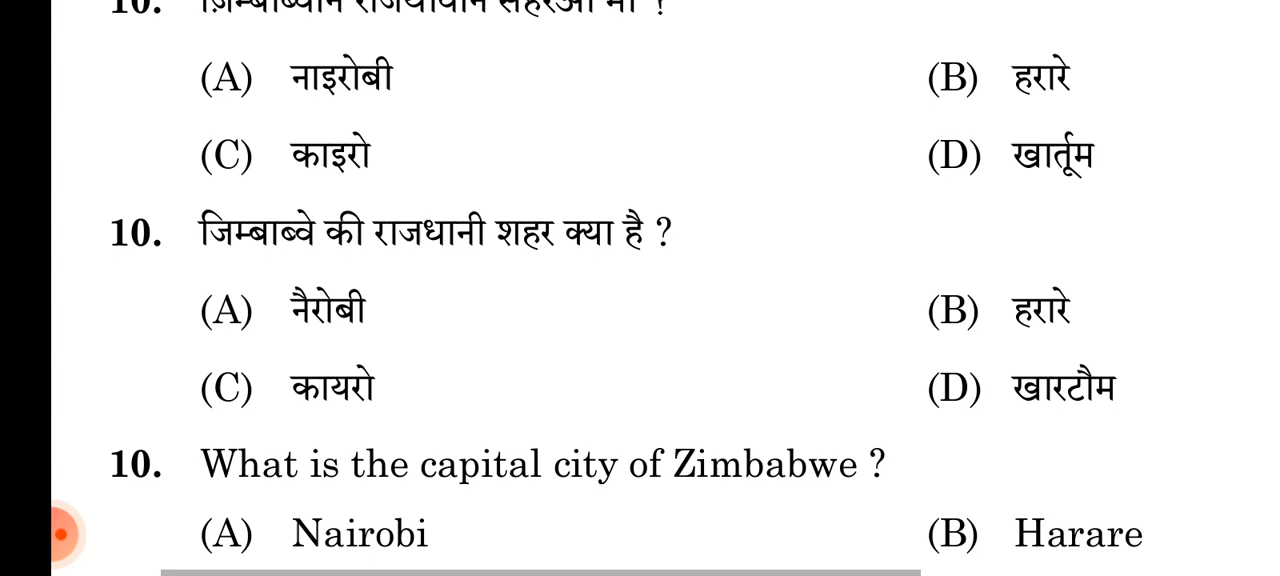 (A) नाइरोबी (B) हरारे
(C) काइरो (D) खार्तूम
10. जिम्बाब्वे की राजधानी शहर क्या है ?
(A) नैरोबी (B) हरारे
(C) कायरो (D) खारटौम
10. What is the capital city of Zimbabwe ?
(A) Nairobi (B) Harare